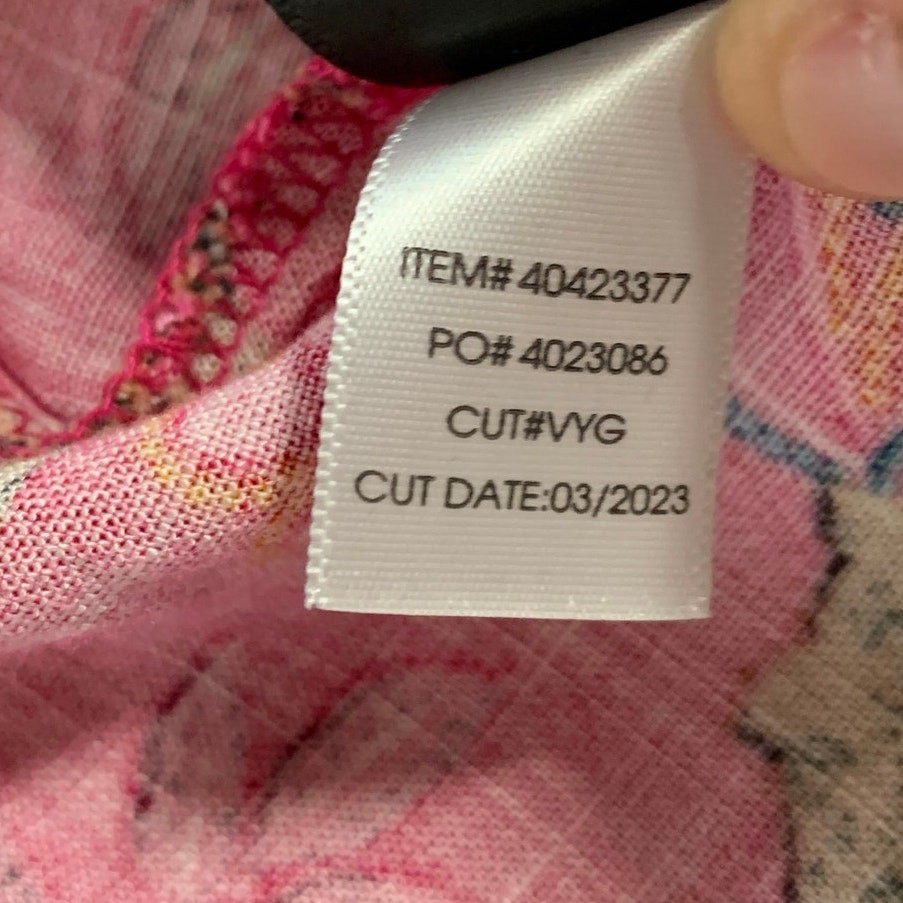 ITEM# 40423377
PO# 4023086
CUT#VYG
CUT DATE:03/2023